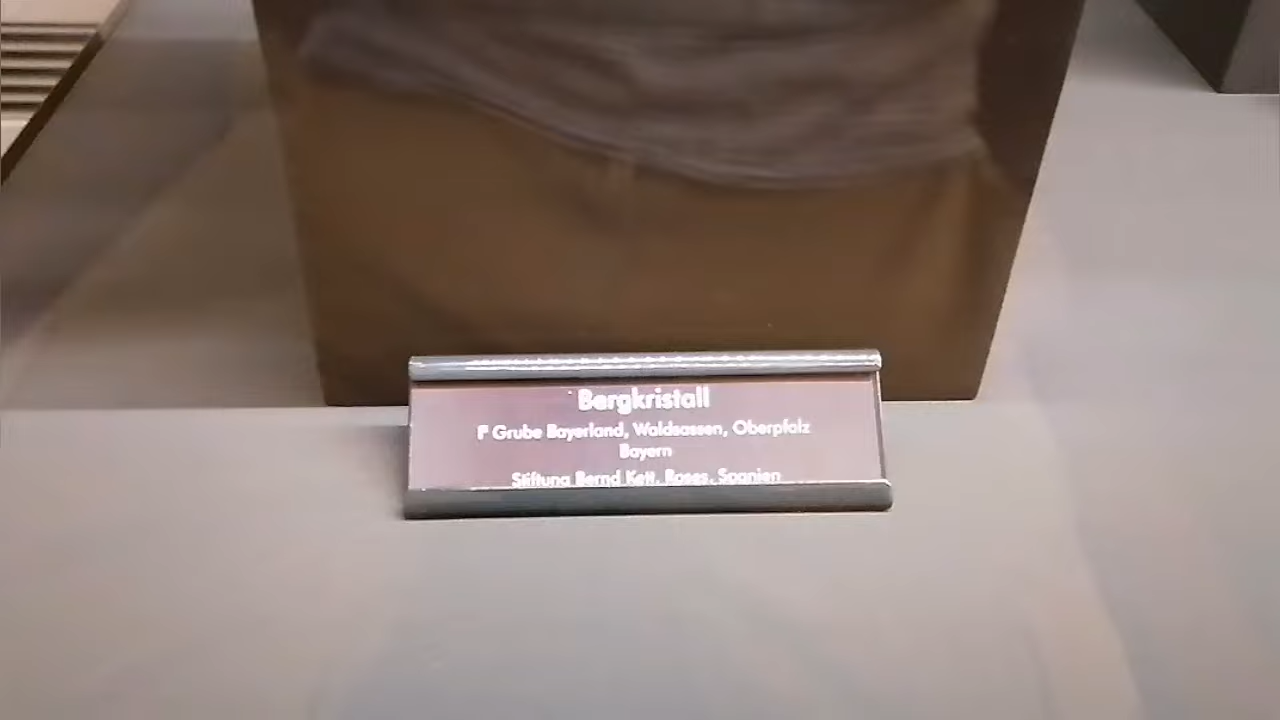 Bergkristall
F Grube Bayerland, Waldsassen, Oberpfalz
Bayern
Stiftung Bernd Kett, Roses, Spanien